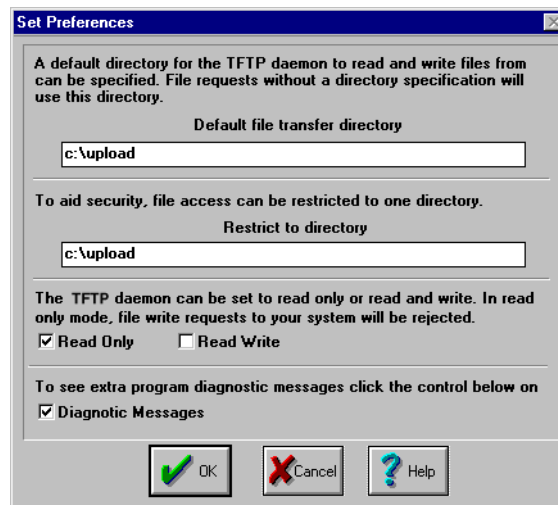 Set Preferences
A default directory for the TFTP daemon to read and write files from
can be specified. File requests without a directory specification will
use this directory.
Default file transfer directory
c:\upload
To aid security, file access can be restricted to one directory.
Restrict to directory
c:\upload
The TFTP daemon can be set to read only or read and write. In read
only mode, file write requests to your system will be rejected.
Read Only Read Write
To see extra program diagnostic messages click the control below on
Diagnotic Messages
OK Cancel Help